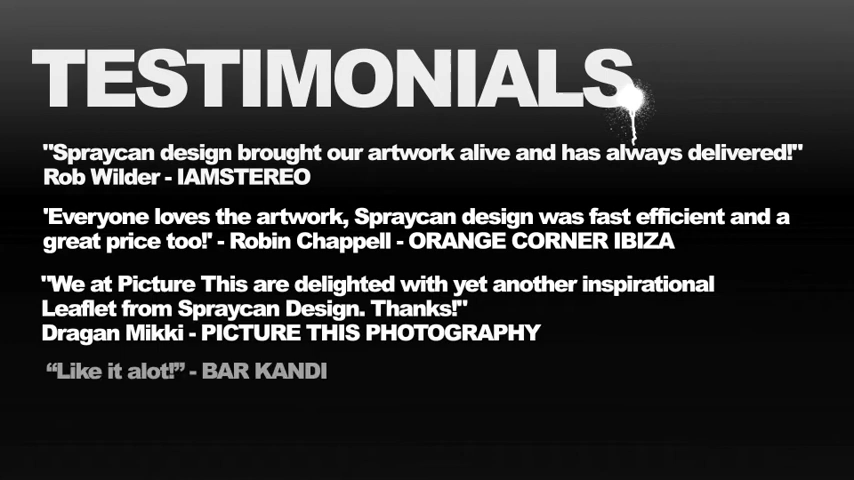 TESTIMONIALS
"Spraycan design brought our artwork alive and has always delivered!"
Rob Wilder - IAMSTEREO
'Everyone loves the artwork, Spraycan design was fast efficient and a
great price too!' - Robin Chappell - ORANGE CORNER IBIZA
"We at Picture This are delighted with yet another inspirational
Leaflet from Spraycan Design. Thanks!"
Dragan Mikki - PICTURE THIS PHOTOGRAPHY
“Like it alot!” - BAR KANDI